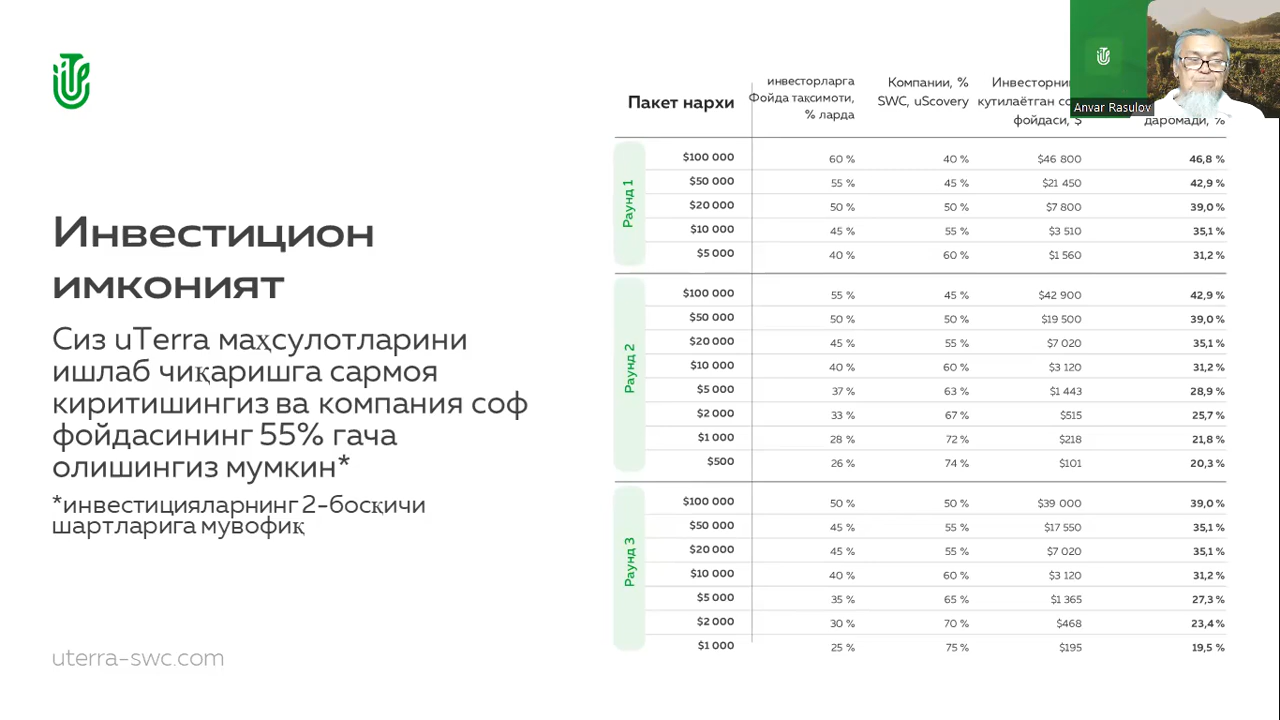 Инвестицион
имконият
Сиз uTerra маҳсулотларини
ишлаб чиқаришга сармоя
киритишингиз ва компания соф
фойдасининг 55% гача
олишингиз мумкин*
*инвестицияларнинг 2-босқичи
шартларига мувофиқ
uterra-swc.com
Пакет нархи
инвесторларга
Фойда тақсимоти,
% ларда
Компании, %
SWC, uScovery
кутилаётган
фойдаси, $
даромади, %
Anvar Rasulov
Раунд 1
$100 000 60 % 40 % $46 800 46,8 %
$50 000 55 % 45 % $21 450 42,9 %
$20 000 50 % 50 % $7 800 39,0 %
$10 000 45 % 55 % $3 510 35,1 %
$5 000 40 % 60 % $1 560 31,2 %
Раунд 2
$100 000 55 % 45 % $42 900 42,9 %
$50 000 50 % 50 % $19 500 39,0 %
$20 000 45 % 55 % $7 020 35,1 %
$10 000 40 % 60 % $3 120 31,2 %
$5 000 37 % 63 % $1 443 28,9 %
$2 000 33 % 67 % $515 25,7 %
$1 000 28 % 72 % $218 21,8 %
$500 26 % 74 % $101 20,3 %
Раунд 3
$100 000 50 % 50 % $39 000 39,0 %
$50 000 45 % 55 % $17 550 35,1 %
$20 000 45 % 55 % $7 020 35,1 %
$10 000 40 % 60 % $3 120 31,2 %
$5 000 35 % 65 % $1 365 27,3 %
$2 000 30 % 70 % $468 23,4 %
$1 000 25 % 75 % $195 19,5 %